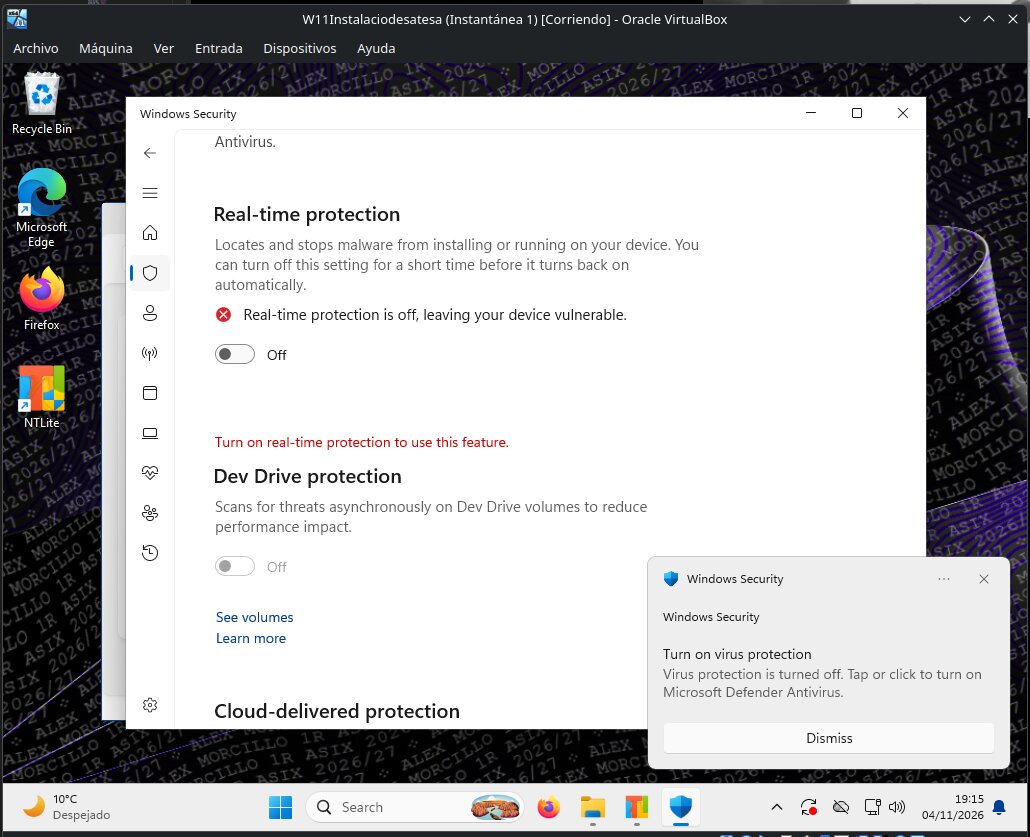 W11Instalaciodesatesa (Instantánea 1) [Corriendo] - Oracle VirtualBox
Archivo Máquina Ver Entrada Dispositivos Ayuda
ALEX MORCILLO 1R ASIX 2026/27
Recycle Bin
Microsoft
Edge
Firefox
NTLite
Windows Security
Antivirus.
Real-time protection
Locates and stops malware from installing or running on your device. You
can turn off this setting for a short time before it turns back on
automatically.
Real-time protection is off, leaving your device vulnerable.
Off
Turn on real-time protection to use this feature.
Dev Drive protection
Scans for threats asynchronously on Dev Drive volumes to reduce
performance impact.
Off
See volumes
Learn more
Cloud-delivered protection
Windows Security
Windows Security
Turn on virus protection
Virus protection is turned off. Tap or click to turn on
Microsoft Defender Antivirus.
Dismiss
10°C
Despejado
Search
19:15
04/11/2026